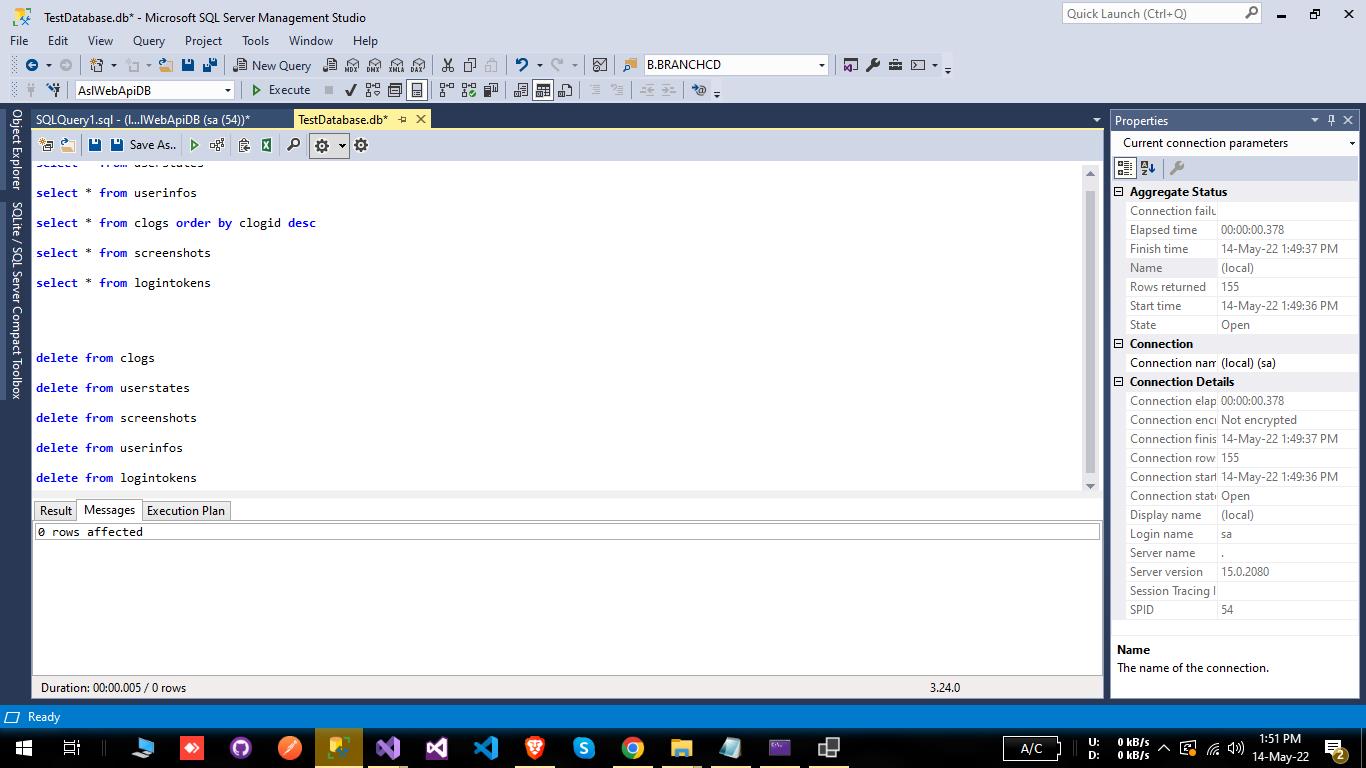 TestDatabase.db* - Microsoft SQL Server Management Studio
Quick Launch (Ctrl+Q)
File Edit View Query Project Tools Window Help
New Query MDX DMX XMLA DAX B.BRANCHCD
AslWebApiDB Execute
Object Explorer
SQLite / SQL Server Compact Toolbox
SQLQuery1.sql - (l...lWebApiDB (sa (54))* TestDatabase.db*
Save As..
select * from userstates
select * from userinfos
select * from clogs order by clogid desc
select * from screenshots
select * from logintokens
delete from clogs
delete from userstates
delete from screenshots
delete from userinfos
delete from logintokens
Result Messages Execution Plan
0 rows affected
Duration: 00:00.005 / 0 rows 3.24.0
Properties
Current connection parameters
Aggregate Status
Connection failu
Elapsed time 00:00:00.378
Finish time 14-May-22 1:49:37 PM
Name (local)
Rows returned 155
Start time 14-May-22 1:49:36 PM
State Open
Connection
Connection nam (local) (sa)
Connection Details
Connection elap 00:00:00.378
Connection encr Not encrypted
Connection finis 14-May-22 1:49:37 PM
Connection row 155
Connection start 14-May-22 1:49:36 PM
Connection stat Open
Display name (local)
Login name sa
Server name .
Server version 15.0.2080
Session Tracing I
SPID 54
Name
The name of the connection.
Ready
A/C
U: 0 kB/s
D: 0 kB/s
1:51 PM
14-May-22
2